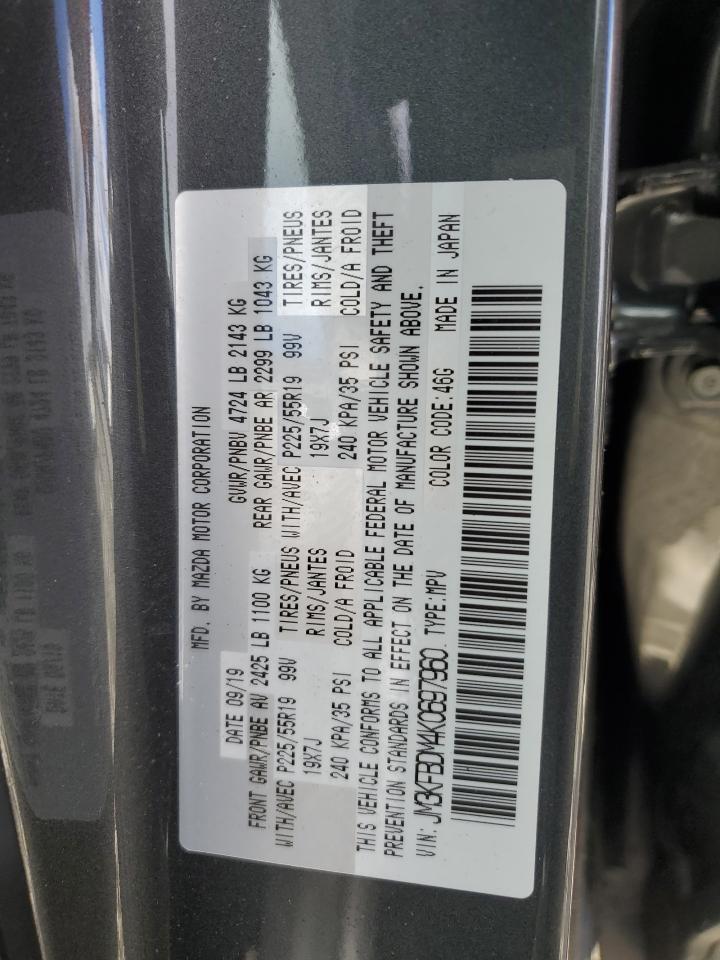 MFD. BY MAZDA MOTOR CORPORATION
DATE 09/19 GVWR/PNBV 4724 LB 2143 KG
FRONT GAWR/PNBE AV 2425 LB 1100 KG REAR GAWR/PNBE AR 2299 LB 1043 KG
WITH/AVEC P225/55R19 99V TIRES/PNEUS WITH/AVEC P225/55R19 99V TIRES/PNEUS
19X7J RIMS/JANTES 19X7J RIMS/JANTES
240 KPA/35 PSI COLD/A FROID 240 KPA/35 PSI COLD/A FROID
THIS VEHICLE CONFORMS TO ALL APPLICABLE FEDERAL MOTOR VEHICLE SAFETY AND THEFT
PREVENTION STANDARDS IN EFFECT ON THE DATE OF MANUFACTURE SHOWN ABOVE.
VIN: JM3KFBDM4K0697960 TYPE:MPV COLOR CODE:46G MADE IN JAPAN